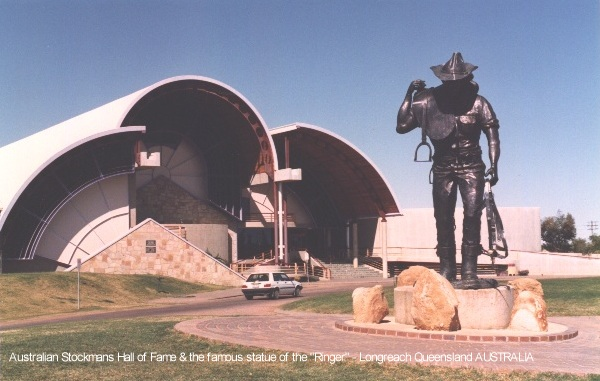 Australian Stockmans Hall of Fame & the famous statue of the "Ringer" - Longreach Queensland AUSTRALIA